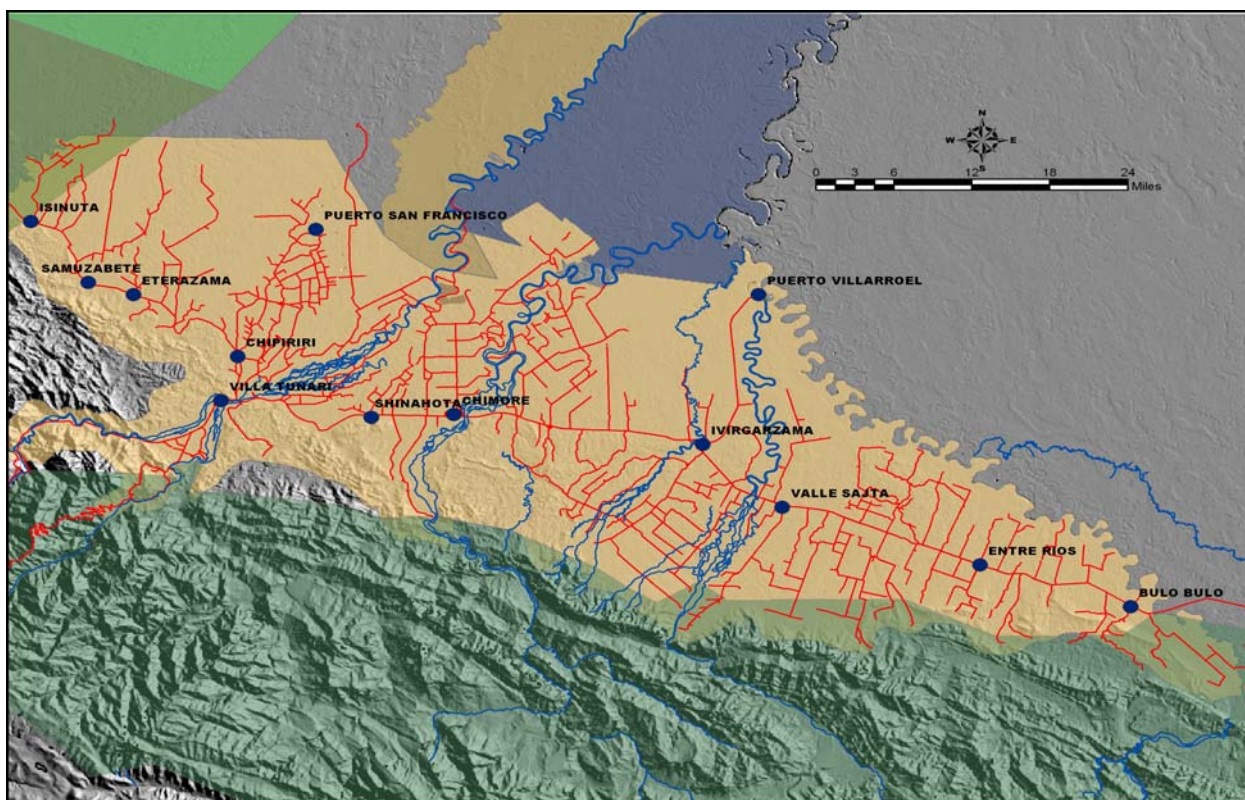 N
W E
S
0 3 6 12 18 24
Miles
ISINUTA
PUERTO SAN FRANCISCO
SAMUZABETE
ETERAZAMA
PUERTO VILLARROEL
CHIPIRIRI
VILLA TUNARI
SHINAHOTA
CHIMORE
IVIRGARZAMA
VALLE SAJTA
ENTRE RIOS
BULO BULO